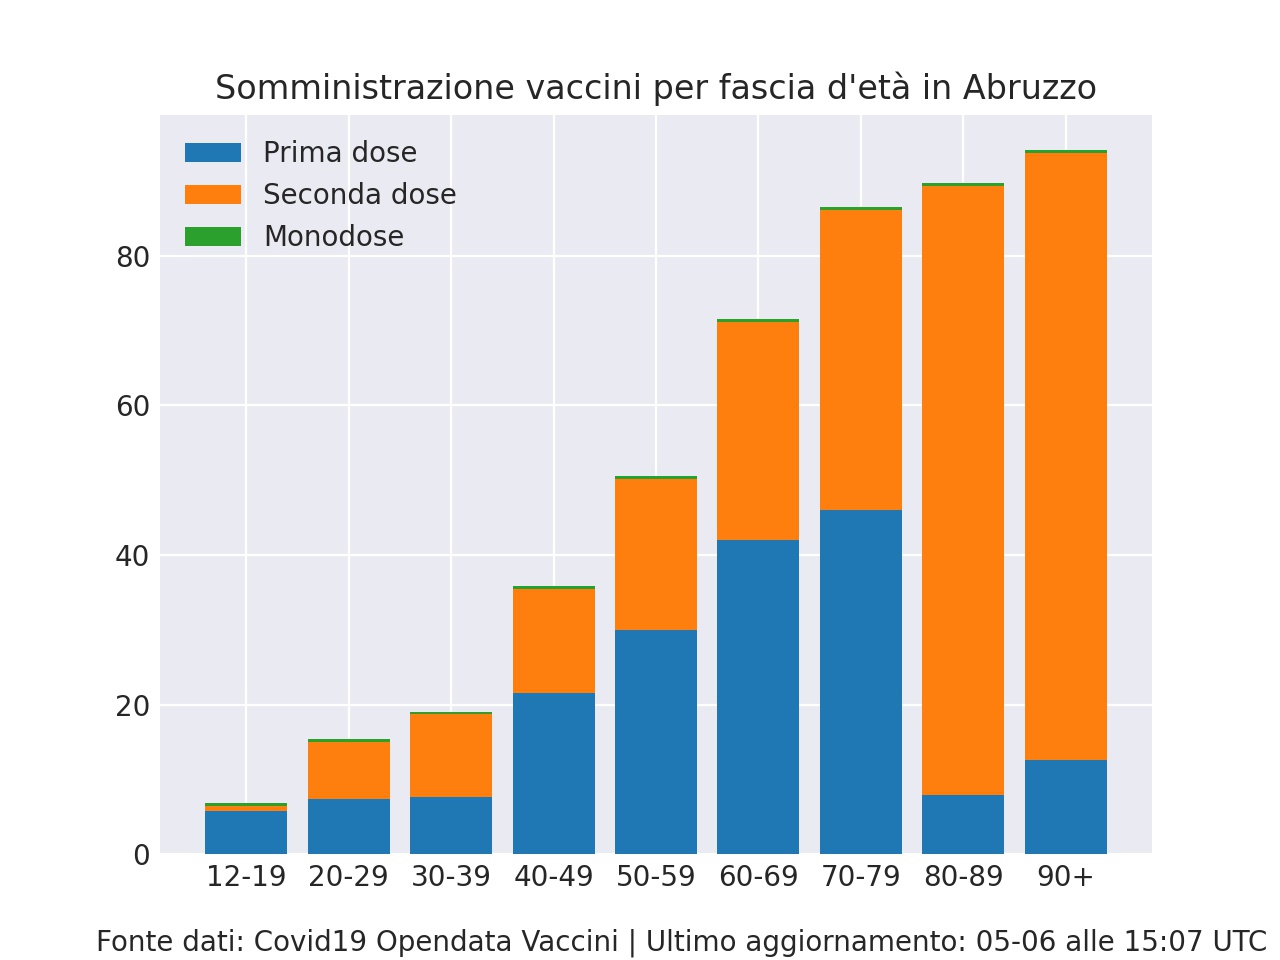 Somministrazione vaccini per fascia d'età in Abruzzo
Prima dose
Seconda dose
Monodose
80
60
40
20
0
12-19 20-29 30-39 40-49 50-59 60-69 70-79 80-89 90+
Fonte dati: Covid19 Opendata Vaccini | Ultimo aggiornamento: 05-06 alle 15:07 UTC